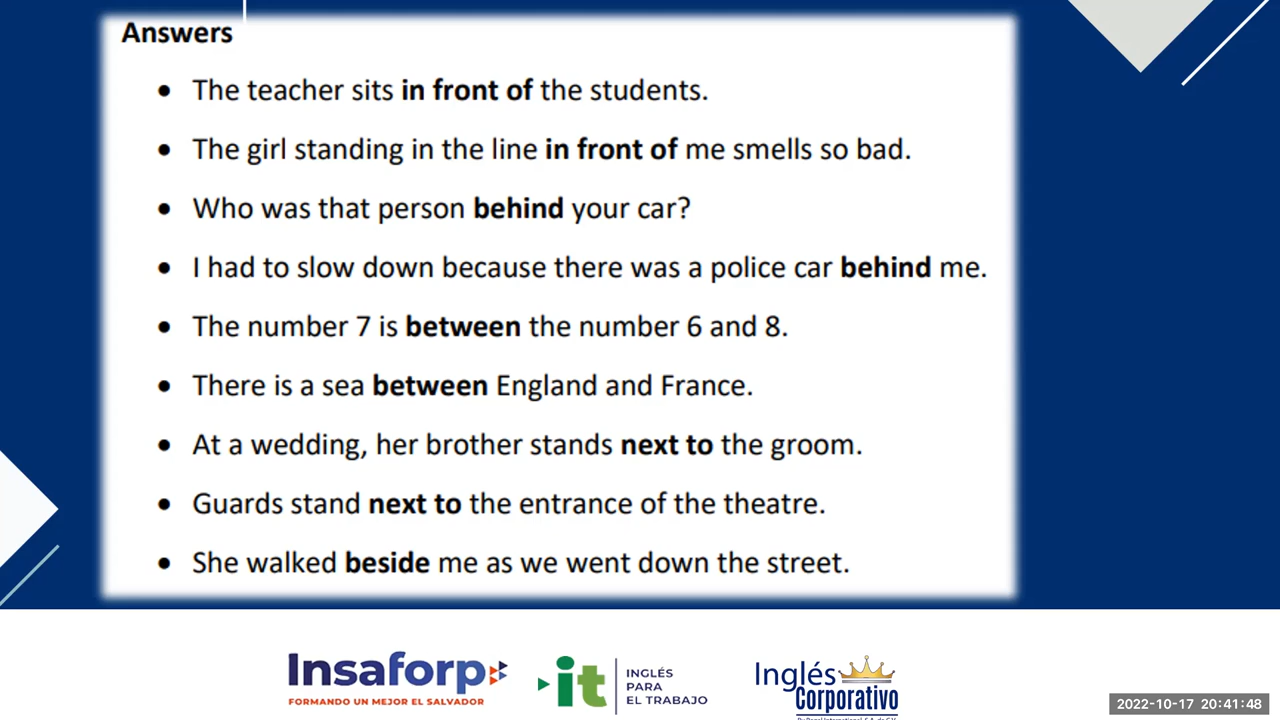 Answers
• The teacher sits in front of the students.
• The girl standing in the line in front of me smells so bad.
• Who was that person behind your car?
• I had to slow down because there was a police car behind me.
• The number 7 is between the number 6 and 8.
• There is a sea between England and France.
• At a wedding, her brother stands next to the groom.
• Guards stand next to the entrance of the theatre.
• She walked beside me as we went down the street.
Insaforp
FORMANDO UN MEJOR EL SALVADOR
it
INGLÉS
PARA
EL TRABAJO
Inglés
Corporativo
2022-10-17 20:41:48